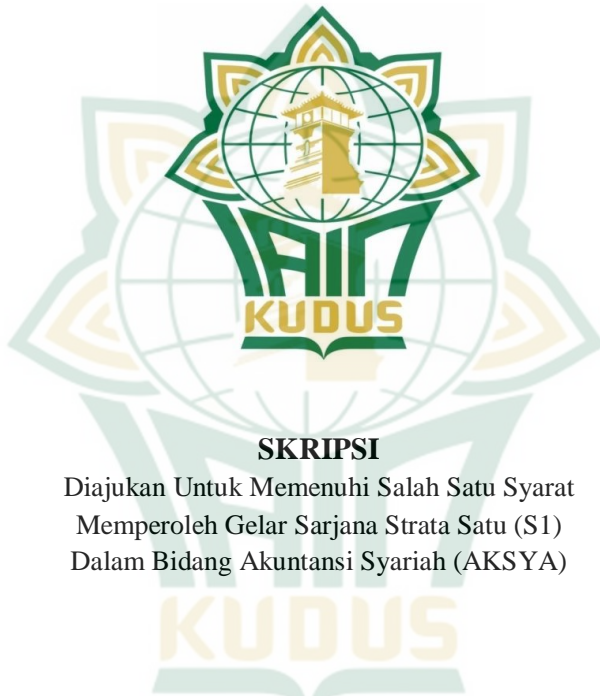 IAIN
KUDUS
SKRIPSI
Diajukan Untuk Memenuhi Salah Satu Syarat
Memperoleh Gelar Sarjana Strata Satu (S1)
Dalam Bidang Akuntansi Syariah (AKSYA)
KUDUS